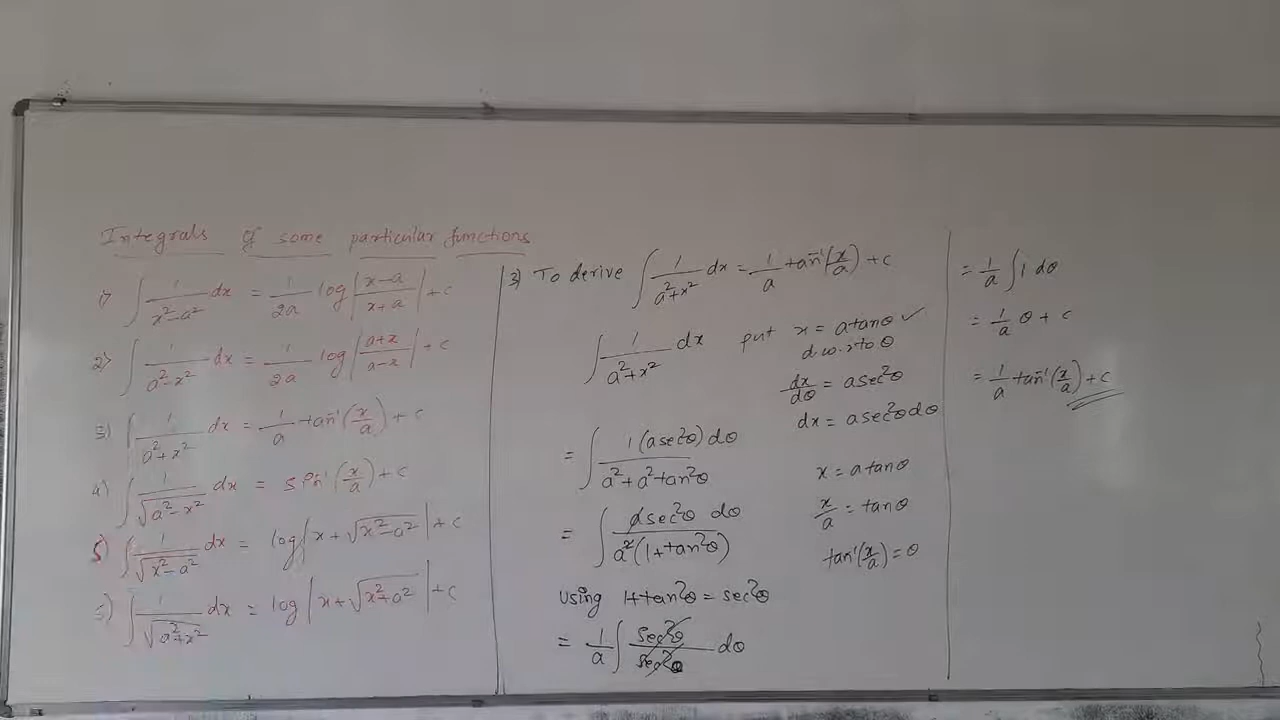 Integrals of some particular functions
1) ∫ 1/(x²-a²) dx = 1/2a log|(x-a)/(x+a)| + c
2) ∫ 1/(a²-x²) dx = 1/2a log|(a+x)/(a-x)| + c
3) ∫ 1/(a²+x²) dx = 1/a tan⁻¹(x/a) + c
4) ∫ 1/√(a²-x²) dx = sin⁻¹(x/a) + c
5) ∫ 1/√(x²-a²) dx = log|x + √(x²-a²)| + c
6) ∫ 1/√(a²+x²) dx = log|x + √(x²+a²)| + c
3) To derive ∫ 1/(a²+x²) dx = 1/a tan⁻¹(x/a) + c
∫ 1/(a²+x²) dx put x = a tanθ ✓
d.w.r.to θ
dx/dθ = a sec²θ
dx = a sec²θ dθ
= ∫ 1(a sec²θ) dθ/(a²+a²tan²θ)
x = a tanθ
x/a = tanθ
= ∫ a sec²θ dθ/(a²(1+tan²θ))
tan⁻¹(x/a) = θ
using 1+tan²θ = sec²θ
= 1/a ∫ sec²θ/sec²θ dθ
= 1/a ∫ 1 dθ
= 1/a θ + c
= 1/a tan⁻¹(x/a) + c